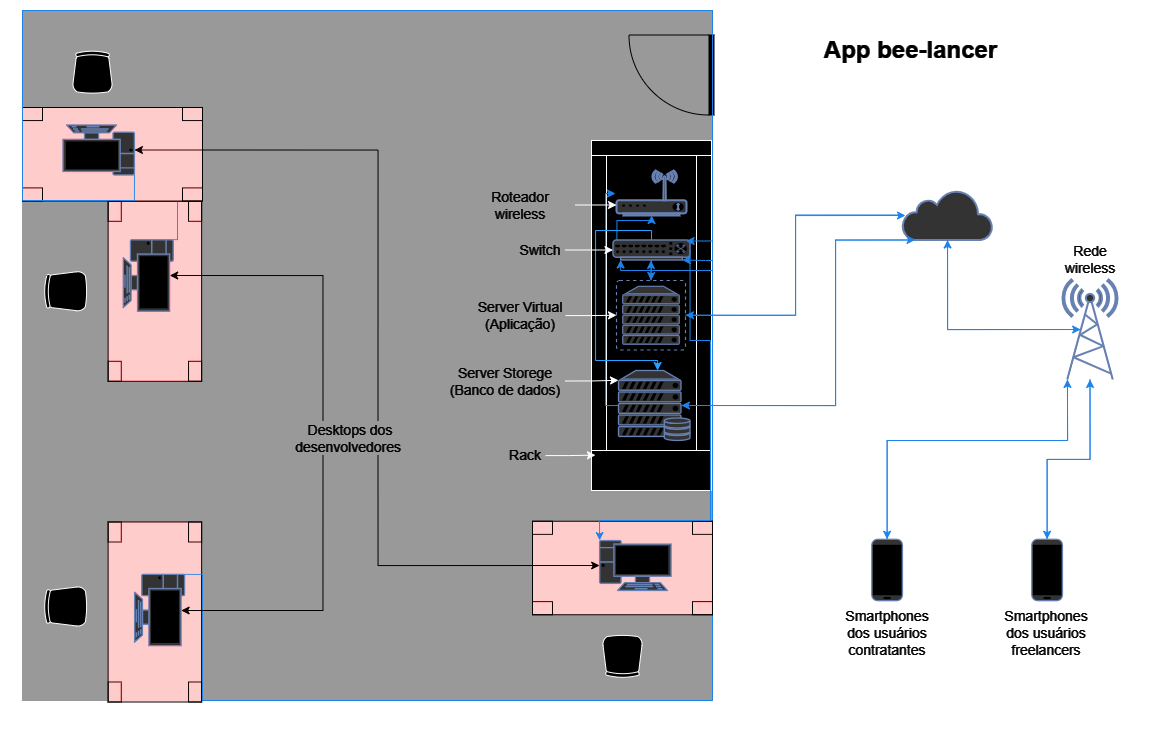 App bee-lancer
Roteador
wireless
Switch
Server Virtual
(Aplicação)
Server Storege
(Banco de dados)
Rack
Desktops dos
desenvolvedores
Rede
wireless
Smartphones
dos usuários
contratantes
Smartphones
dos usuários
freelancers